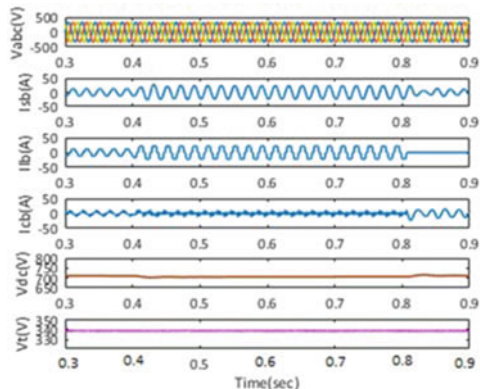 Vabc(V) 500 0 -500
0.3 0.4 0.5 0.6 0.7 0.8 0.9
Isb(A) 50 0 -50
0.3 0.4 0.5 0.6 0.7 0.8 0.9
Ilb(A) 50 0 -50
0.3 0.4 0.5 0.6 0.7 0.8 0.9
Icb(A) 50 0 -50
0.3 0.4 0.5 0.6 0.7 0.8 0.9
Vdc(V) 800 750 700 650
0.3 0.4 0.5 0.6 0.7 0.8 0.9
Vt(V) 350 340 330
0.3 0.4 0.5 0.6 0.7 0.8 0.9
Time(sec)